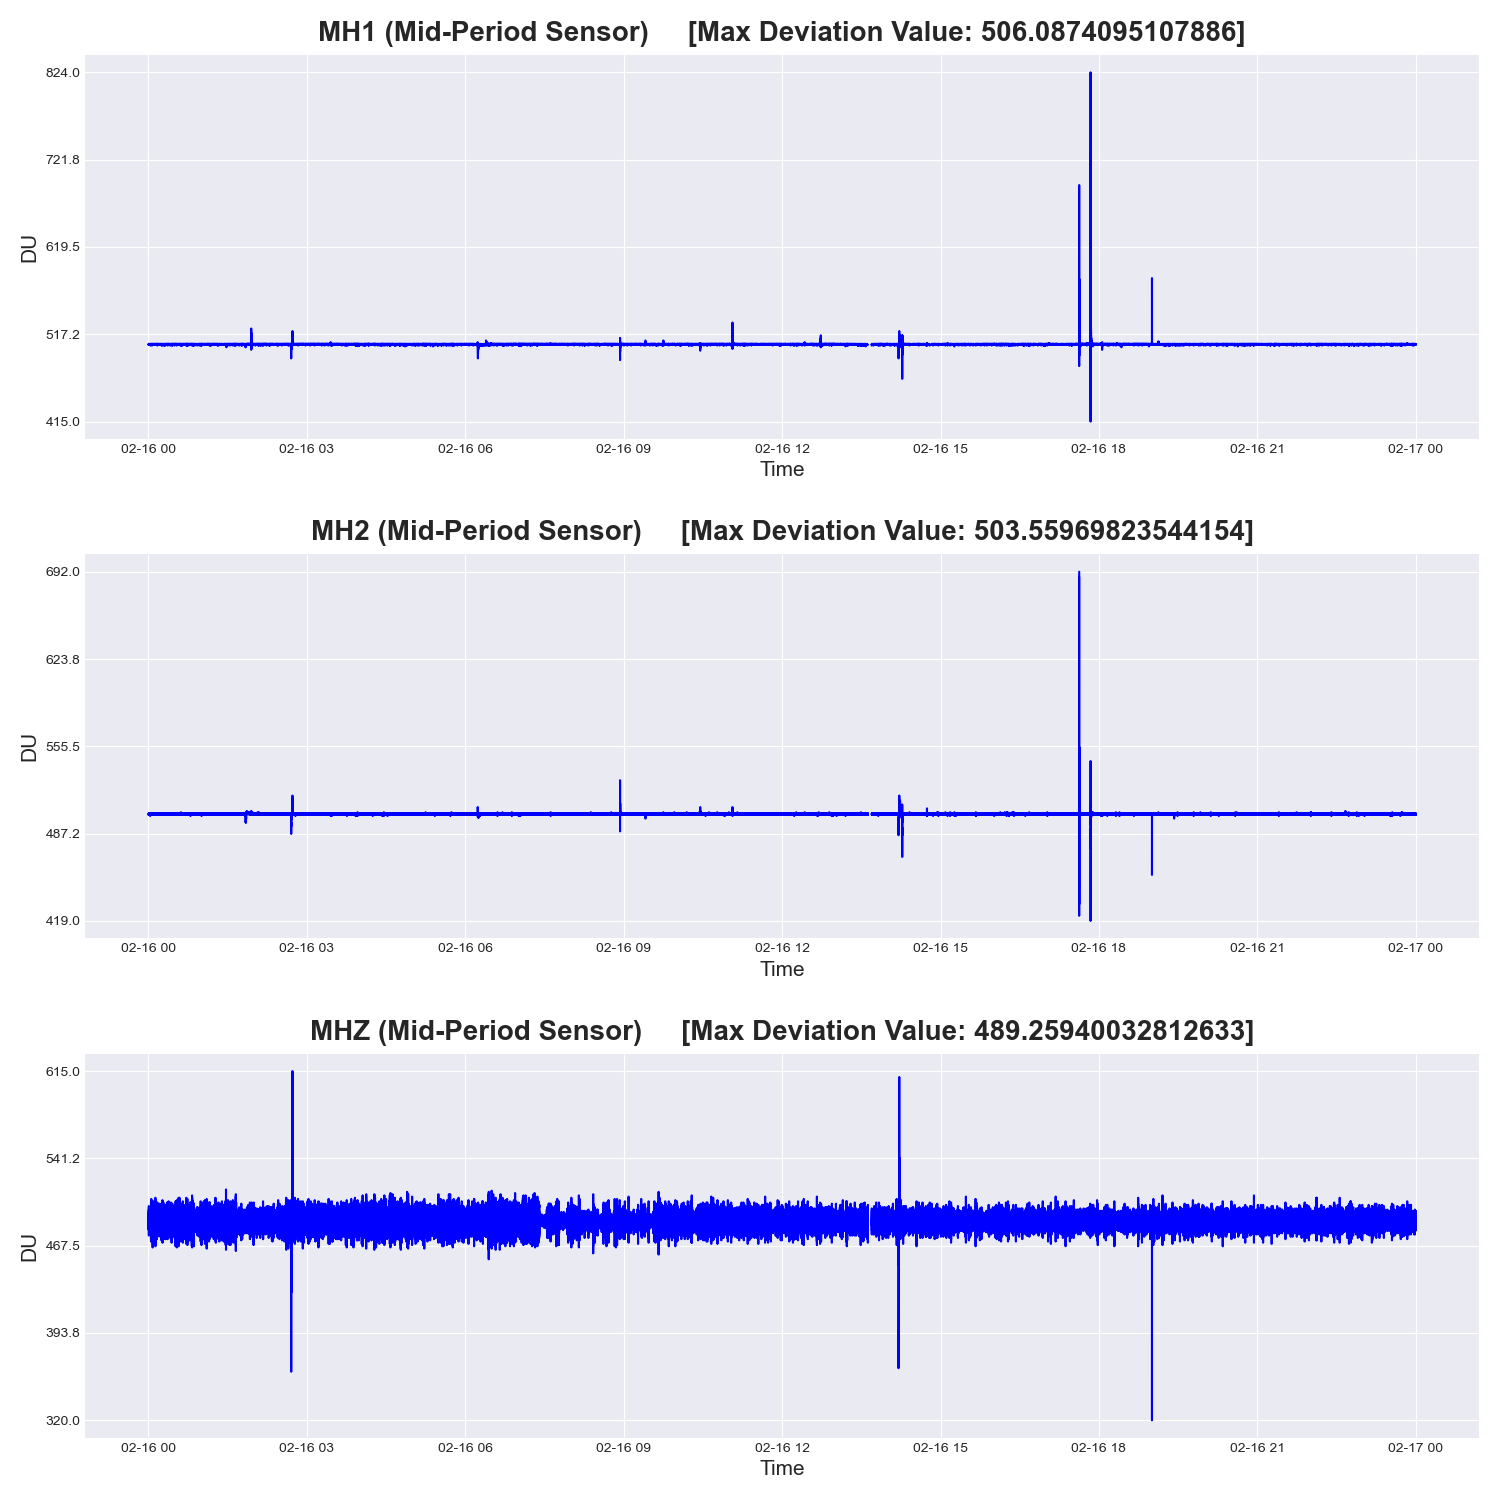 MH1 (Mid-Period Sensor) [Max Deviation Value: 506.0874095107886]
824.0
721.8
619.5
517.2
415.0
DU
02-16 00 02-16 03 02-16 06 02-16 09 02-16 12 02-16 15 02-16 18 02-16 21 02-17 00
Time
MH2 (Mid-Period Sensor) [Max Deviation Value: 503.55969823544154]
692.0
623.8
555.5
487.2
419.0
DU
02-16 00 02-16 03 02-16 06 02-16 09 02-16 12 02-16 15 02-16 18 02-16 21 02-17 00
Time
MHZ (Mid-Period Sensor) [Max Deviation Value: 489.25940032812633]
615.0
541.2
467.5
393.8
320.0
DU
02-16 00 02-16 03 02-16 06 02-16 09 02-16 12 02-16 15 02-16 18 02-16 21 02-17 00
Time